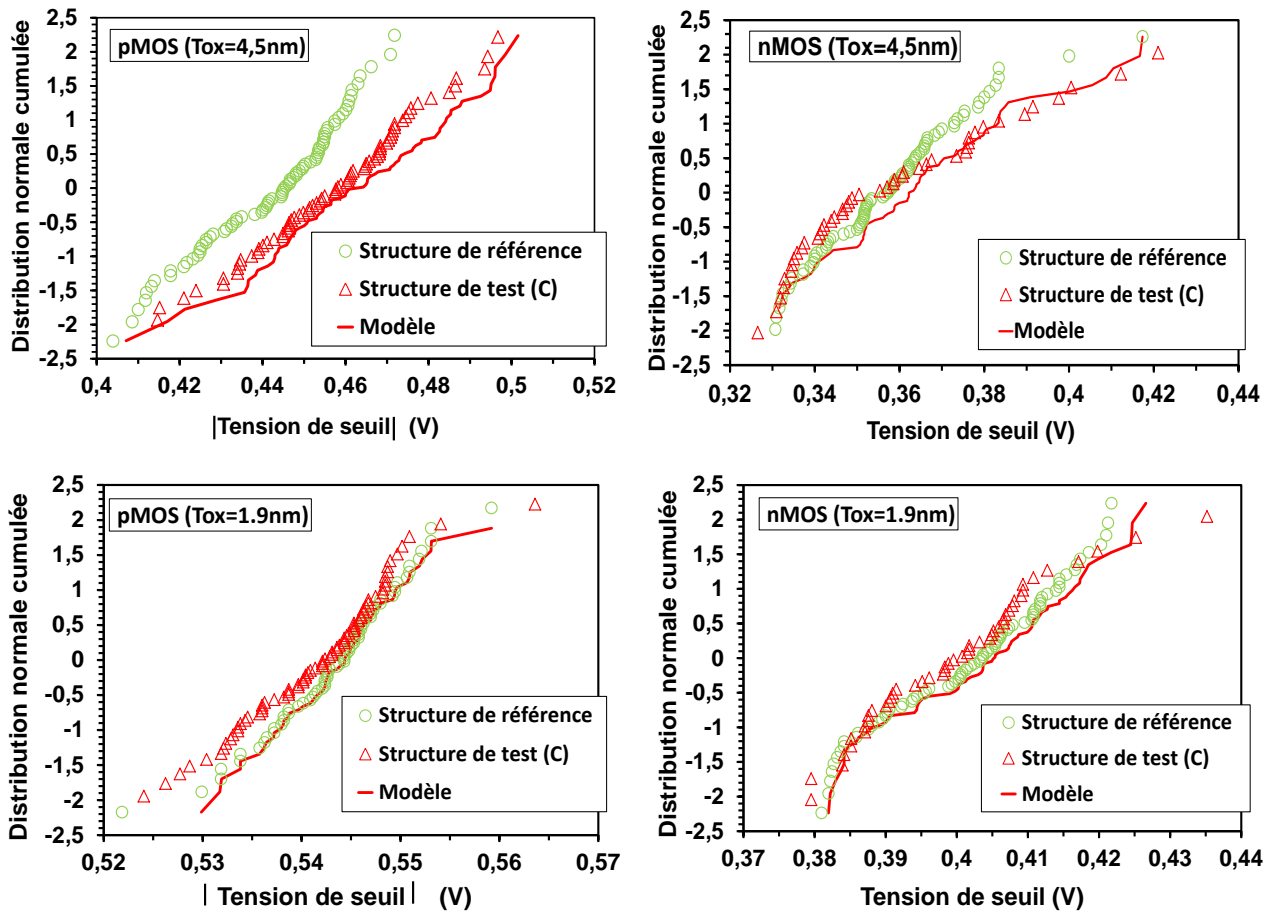 Distribution normale cumulée
2,5
2
1,5
1
0,5
0
-0,5
-1
-1,5
-2
-2,5
pMOS (Tox=4,5nm)
Structure de référence
Structure de test (C)
Modèle
0,4 0,42 0,44 0,46 0,48 0,5 0,52
|Tension de seuil| (V)
Distribution normale cumulée
2,5
2
1,5
1
0,5
0
-0,5
-1
-1,5
-2
-2,5
nMOS (Tox=4,5nm)
Structure de référence
Structure de test (C)
Modèle
0,32 0,34 0,36 0,38 0,4 0,42 0,44
Tension de seuil (V)
Distribution normale cumulée
2,5
2
1,5
1
0,5
0
-0,5
-1
-1,5
-2
-2,5
pMOS (Tox=1.9nm)
Structure de référence
Structure de test (C)
Modèle
0,52 0,53 0,54 0,55 0,56 0,57
| Tension de seuil | (V)
Distribution normale cumulée
2,5
2
1,5
1
0,5
0
-0,5
-1
-1,5
-2
-2,5
nMOS (Tox=1.9nm)
Structure de référence
Structure de test (C)
Modèle
0,37 0,38 0,39 0,4 0,41 0,42 0,43 0,44
Tension de seuil (V)